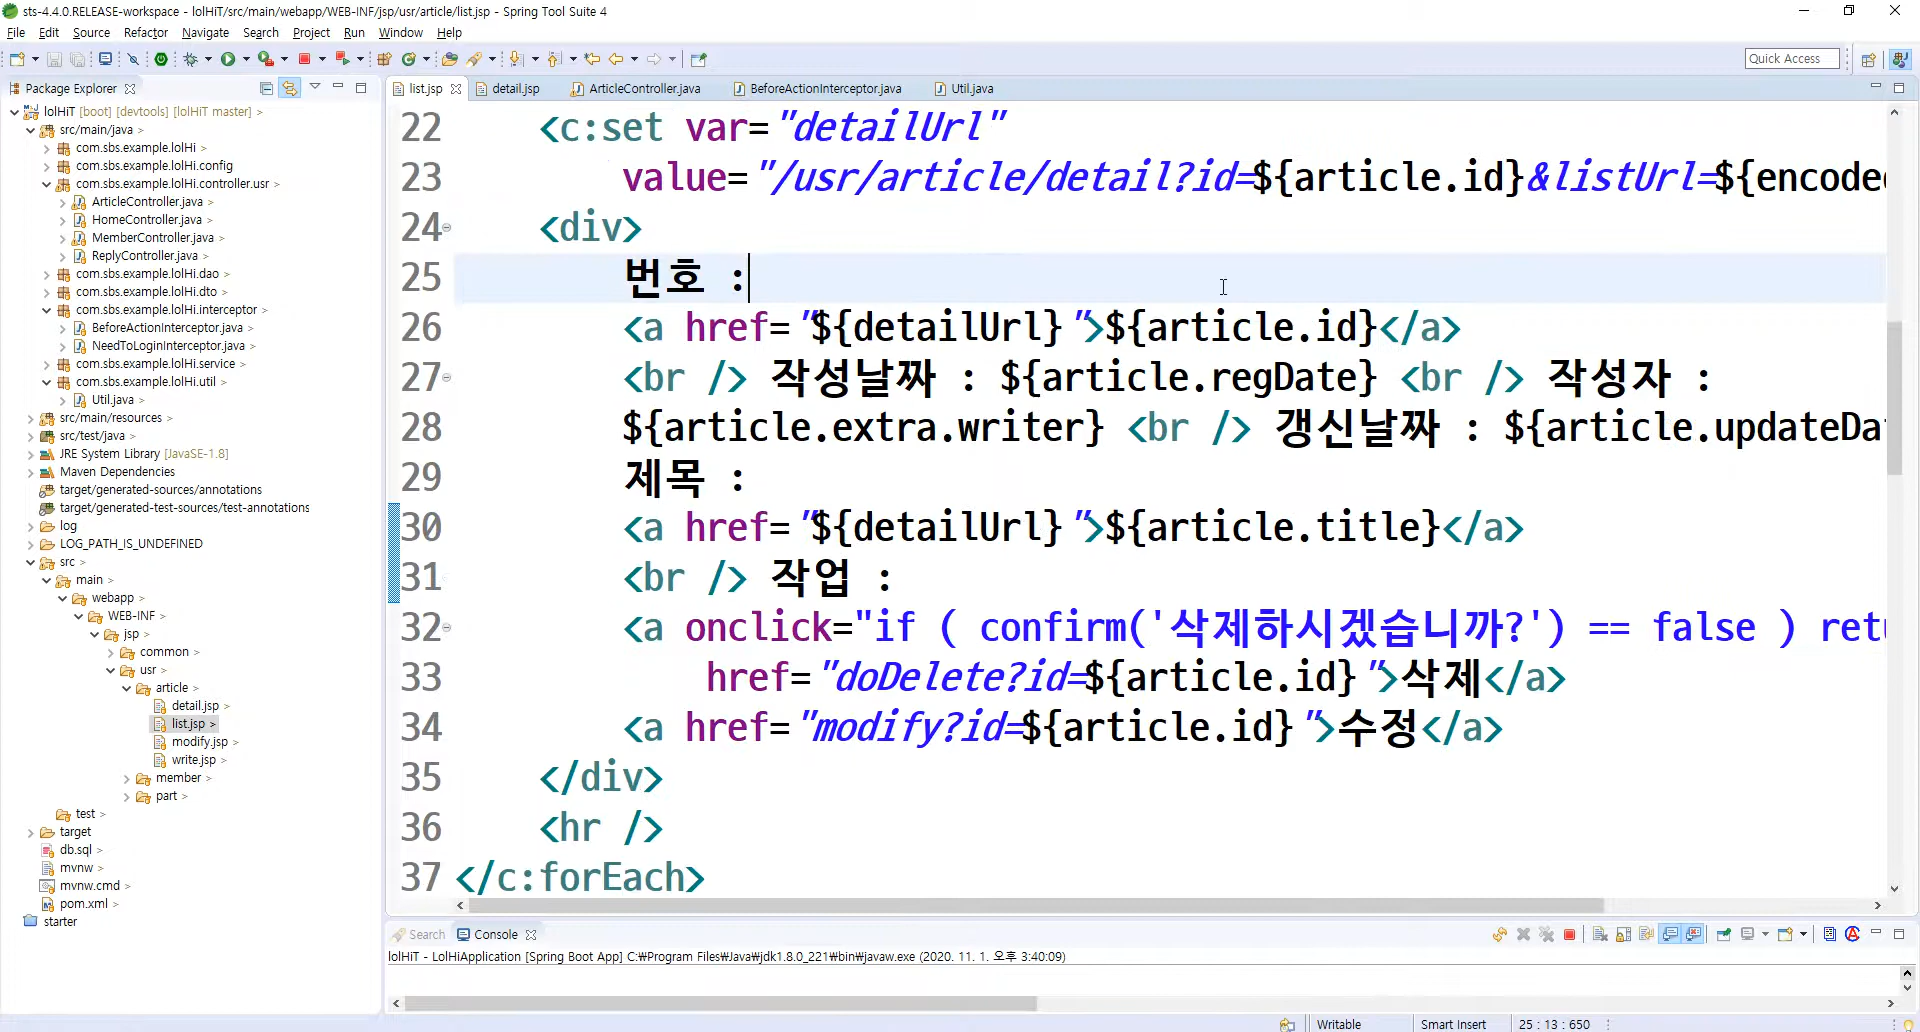 sts-4.4.0.RELEASE-workspace - lolHiT/src/main/webapp/WEB-INF/jsp/usr/article/list.jsp - Spring Tool Suite 4
File Edit Source Refactor Navigate Search Project Run Window Help
Quick Access
Package Explorer
lolHiT [boot] [devtools] [lolHiT master] >
src/main/java >
com.sbs.example.lolHi >
com.sbs.example.lolHi.config
com.sbs.example.lolHi.controller.usr >
ArticleController.java >
HomeController.java >
MemberController.java >
ReplyController.java >
com.sbs.example.lolHi.dao >
com.sbs.example.lolHi.dto >
com.sbs.example.lolHi.interceptor >
BeforeActionInterceptor.java >
NeedToLoginInterceptor.java >
com.sbs.example.lolHi.service >
com.sbs.example.lolHi.util >
Util.java >
src/main/resources >
src/test/java >
JRE System Library [JavaSE-1.8]
Maven Dependencies
target/generated-sources/annotations
target/generated-test-sources/test-annotations
log
LOG_PATH_IS_UNDEFINED
src >
main >
webapp >
WEB-INF >
jsp >
common >
usr >
article >
detail.jsp >
list.jsp >
modify.jsp >
write.jsp >
member >
part >
test >
target
db.sql >
mvnw >
mvnw.cmd >
pom.xml >
starter
list.jsp detail.jsp ArticleController.java BeforeActionInterceptor.java Util.java
22 <c:set var="detailUrl"
23 value="/usr/article/detail?id=${article.id}&listUrl=${encoded
24 <div>
25 번호 :
26 <a href="${detailUrl}">${article.id}</a>
27 <br /> 작성날짜 : ${article.regDate} <br /> 작성자 :
28 ${article.extra.writer} <br /> 갱신날짜 : ${article.updateDa
29 제목 :
30 <a href="${detailUrl}">${article.title}</a>
31 <br /> 작업 :
32 <a onclick="if ( confirm('삭제하시겠습니까?') == false ) retu
33 href="doDelete?id=${article.id}">삭제</a>
34 <a href="modify?id=${article.id}">수정</a>
35 </div>
36 <hr />
37 </c:forEach>
Search Console
lolHiT - LolHiApplication [Spring Boot App] C:₩Program Files₩Java₩jdk1.8.0_221₩bin₩javaw.exe (2020. 11. 1. 오후 3:40:09)
Writable Smart Insert 25 : 13 : 650